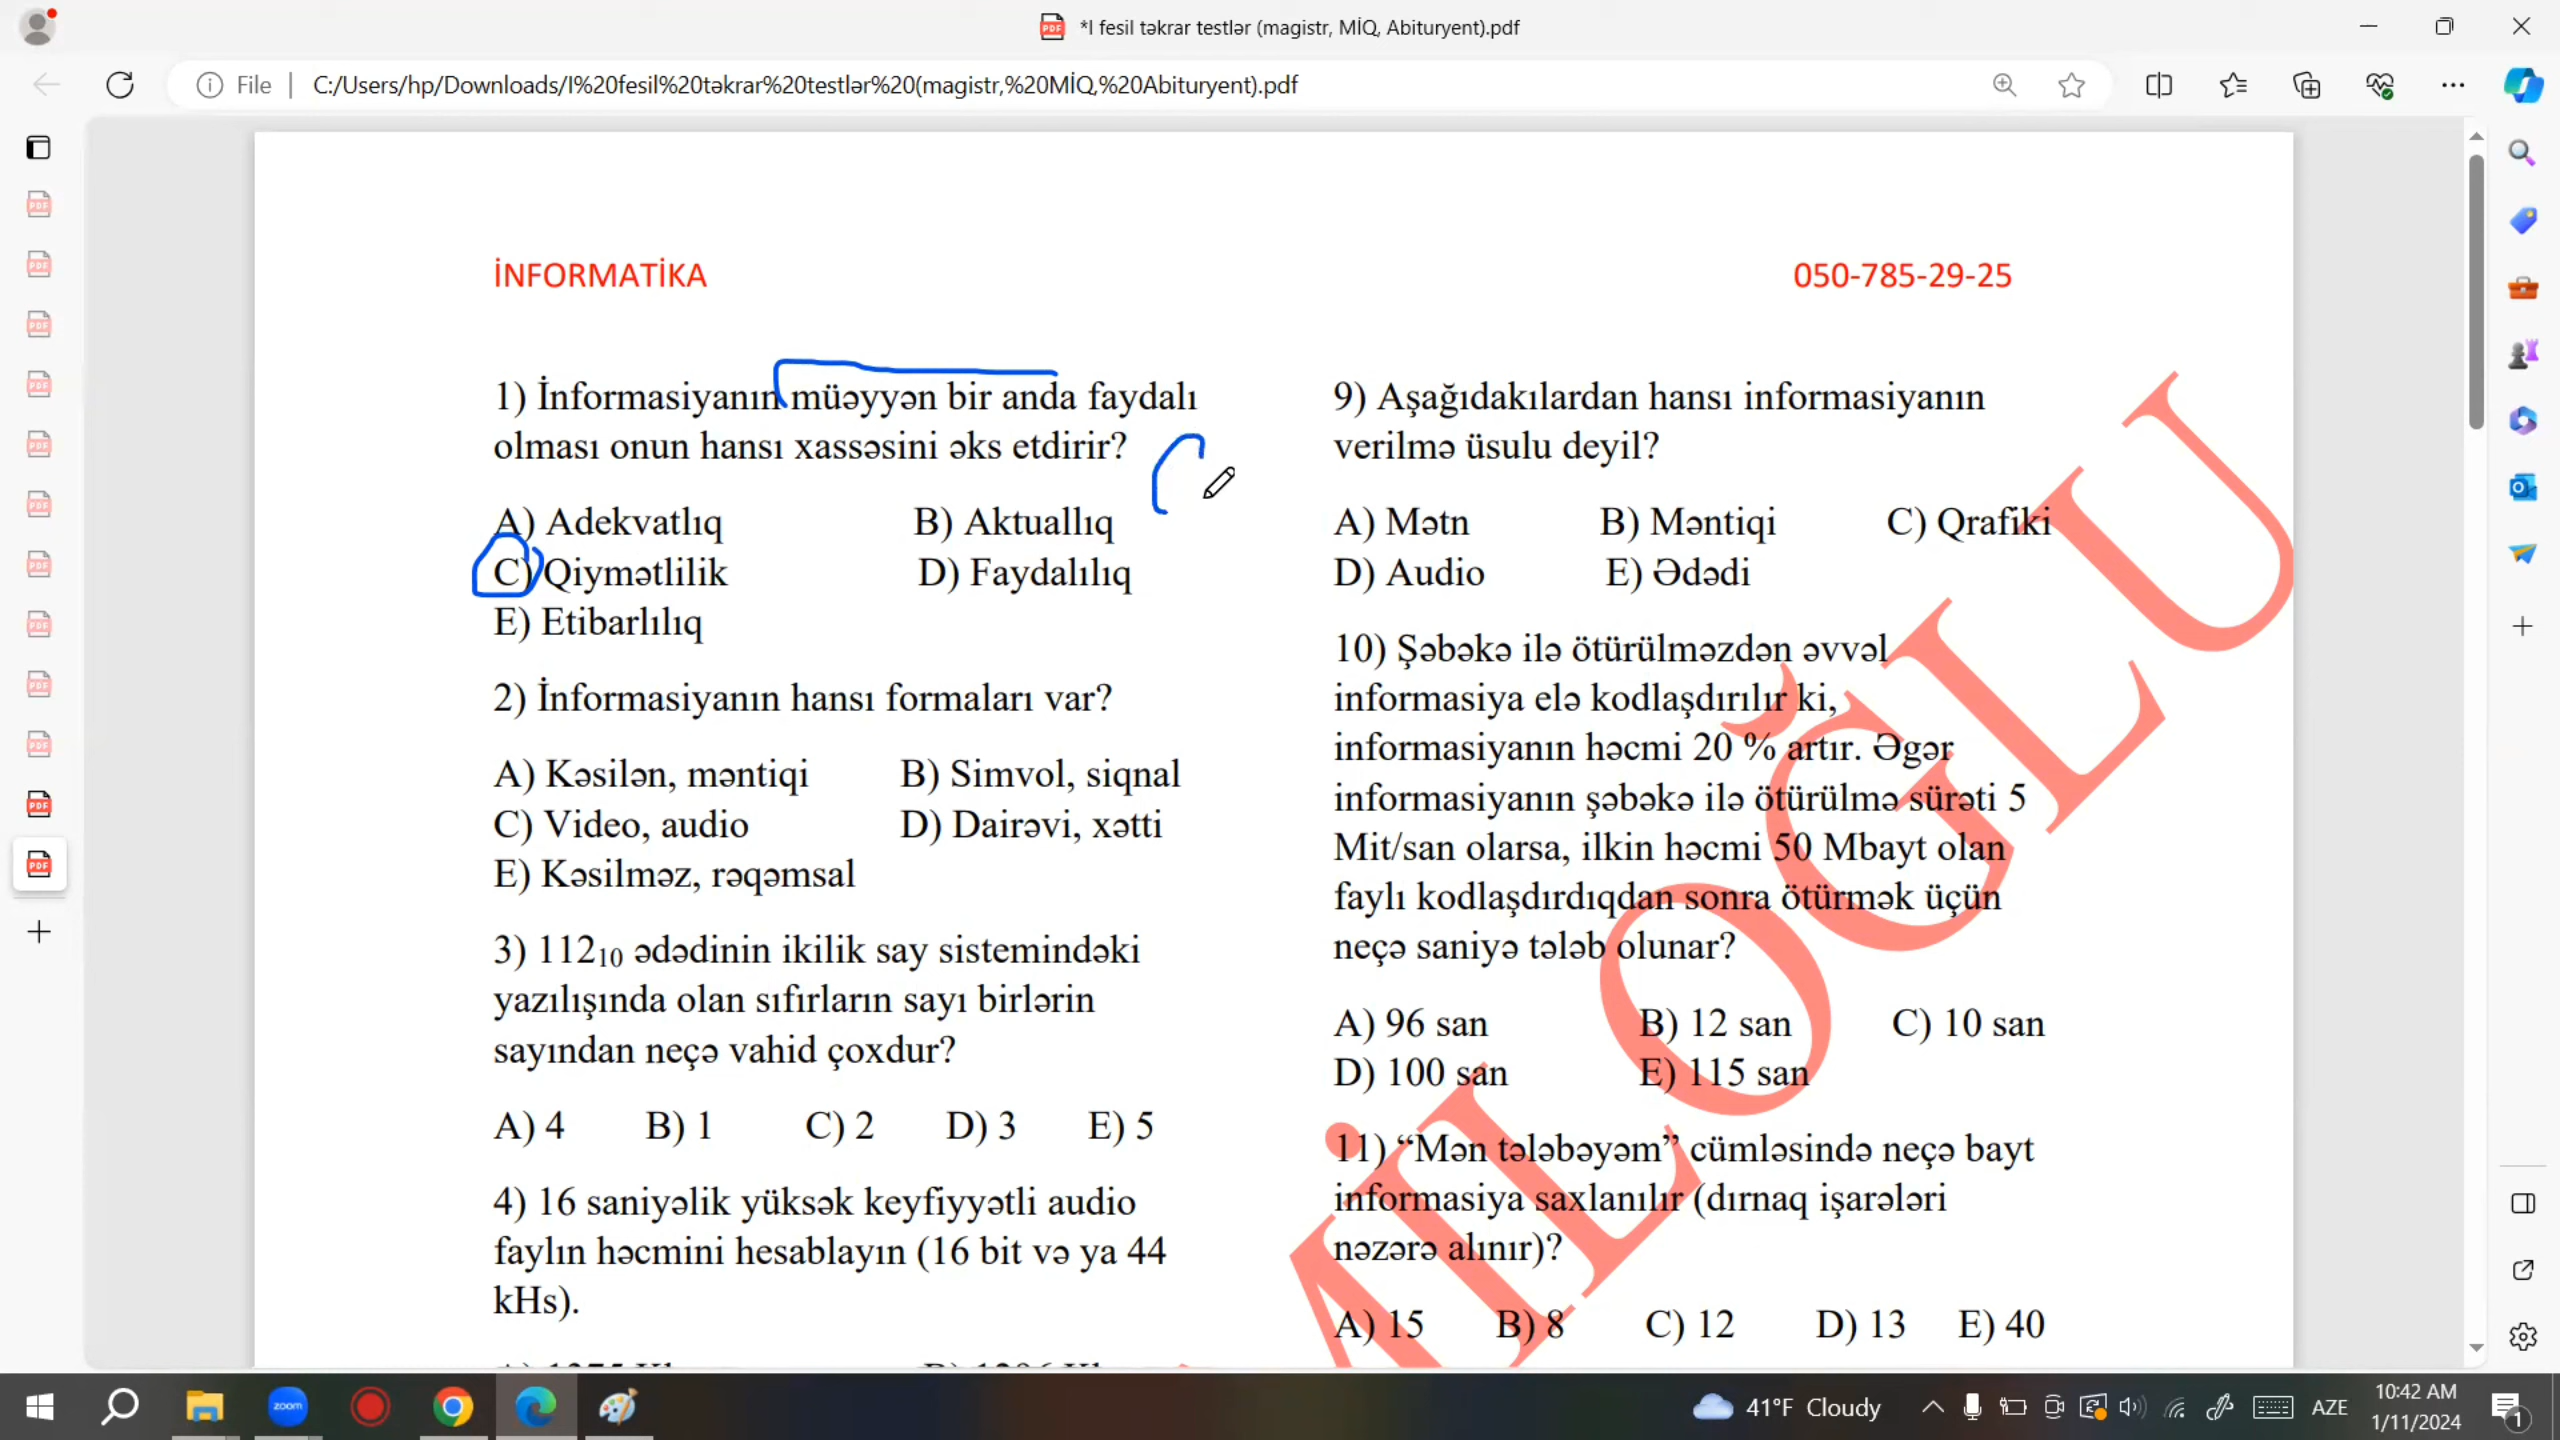 *I fesil təkrar testlər (magistr, MİQ, Abituryent).pdf
File
C:/Users/hp/Downloads/I%20fesil%20təkrar%20testlər%20(magistr,%20MİQ,%20Abituryent).pdf
İNFORMATİKA
050-785-29-25
1) İnformasiyanın müəyyən bir anda faydalı
olması onun hansı xassəsini əks etdirir?
A) Adekvatlıq B) Aktuallıq
C) Qiymətlilik D) Faydalılıq
E) Etibarlılıq
2) İnformasiyanın hansı formaları var?
A) Kəsilən, məntiqi B) Simvol, siqnal
C) Video, audio D) Dairəvi, xətti
E) Kəsilməz, rəqəmsal
3) 112₁₀ ədədinin ikilik say sistemindəki
yazılışında olan sıfırların sayı birlərin
sayından neçə vahid çoxdur?
A) 4 B) 1 C) 2 D) 3 E) 5
4) 16 saniyəlik yüksək keyfiyyətli audio
faylın həcmini hesablayın (16 bit və ya 44
kHs).
9) Aşağıdakılardan hansı informasiyanın
verilmə üsulu deyil?
A) Mətn B) Məntiqi C) Qrafiki
D) Audio E) Ədədi
10) Şəbəkə ilə ötürülməzdən əvvəl
informasiya elə kodlaşdırılır ki,
informasiyanın həcmi 20 % artır. Əgər
informasiyanın şəbəkə ilə ötürülmə sürəti 5
Mit/san olarsa, ilkin həcmi 50 Mbayt olan
faylı kodlaşdırdıqdan sonra ötürmək üçün
neçə saniyə tələb olunar?
A) 96 san B) 12 san C) 10 san
D) 100 san E) 115 san
11) “Mən tələbəyəm” cümləsində neçə bayt
informasiya saxlanılır (dırnaq işarələri
nəzərə alınır)?
A) 15 B) 8 C) 12 D) 13 E) 40
MİLOĞLU
zoom
41°F Cloudy
AZE
10:42 AM
1/11/2024
1